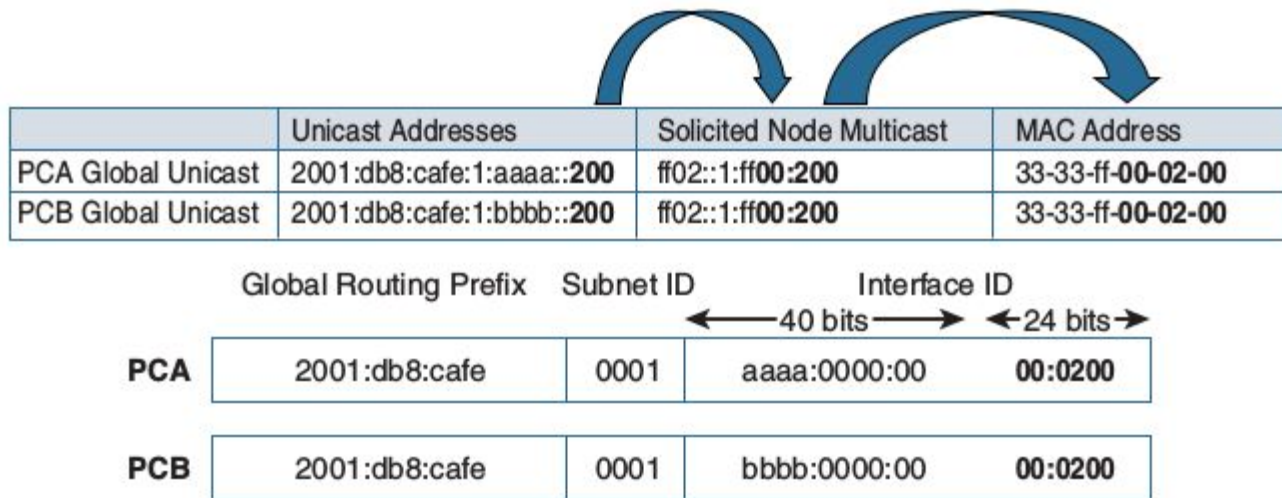 Unicast Addresses Solicited Node Multicast MAC Address
PCA Global Unicast 2001:db8:cafe:1:aaaa::200 ff02::1:ff00:200 33-33-ff-00-02-00
PCB Global Unicast 2001:db8:cafe:1:bbbb::200 ff02::1:ff00:200 33-33-ff-00-02-00
Global Routing Prefix Subnet ID Interface ID
40 bits 24 bits
PCA 2001:db8:cafe 0001 aaaa:0000:00 00:0200
PCB 2001:db8:cafe 0001 bbbb:0000:00 00:0200